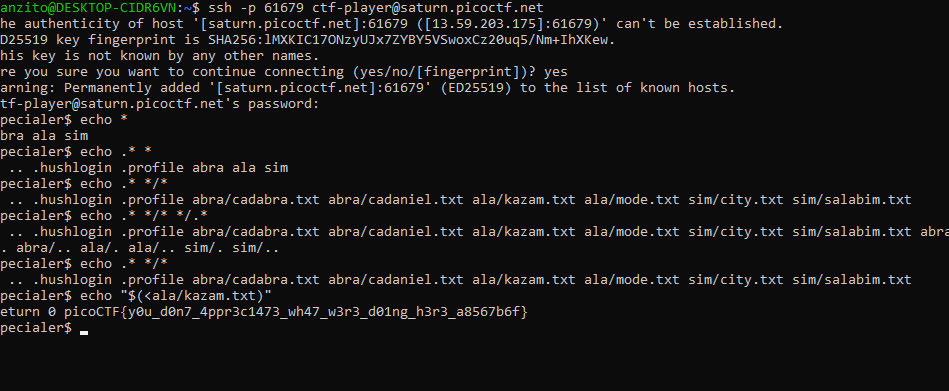 anzito@DESKTOP-CIDR6VN:~$ ssh -p 61679 ctf-player@saturn.picoctf.net
he authenticity of host '[saturn.picoctf.net]:61679 ([13.59.203.175]:61679)' can't be established.
D25519 key fingerprint is SHA256:lMXKIC17ONzyUJx7ZYBY5VSwoxCz20uq5/Nm+IhXKew.
his key is not known by any other names.
re you sure you want to continue connecting (yes/no/[fingerprint])? yes
arning: Permanently added '[saturn.picoctf.net]:61679' (ED25519) to the list of known hosts.
tf-player@saturn.picoctf.net's password:
pecialer$ echo *
bra ala sim
pecialer$ echo .* *
 .. .hushlogin .profile abra ala sim
pecialer$ echo .* */*
 .. .hushlogin .profile abra/cadabra.txt abra/cadaniel.txt ala/kazam.txt ala/mode.txt sim/city.txt sim/salabim.txt
pecialer$ echo .* */* */.*
 .. .hushlogin .profile abra/cadabra.txt abra/cadaniel.txt ala/kazam.txt ala/mode.txt sim/city.txt sim/salabim.txt abra
. abra/.. ala/. ala/.. sim/. sim/..
pecialer$ echo .* */*
 .. .hushlogin .profile abra/cadabra.txt abra/cadaniel.txt ala/kazam.txt ala/mode.txt sim/city.txt sim/salabim.txt
pecialer$ echo "$(<ala/kazam.txt)"
eturn 0 picoCTF{y0u_d0n7_4ppr3c1473_wh47_w3r3_d01ng_h3r3_a8567b6f}
pecialer$